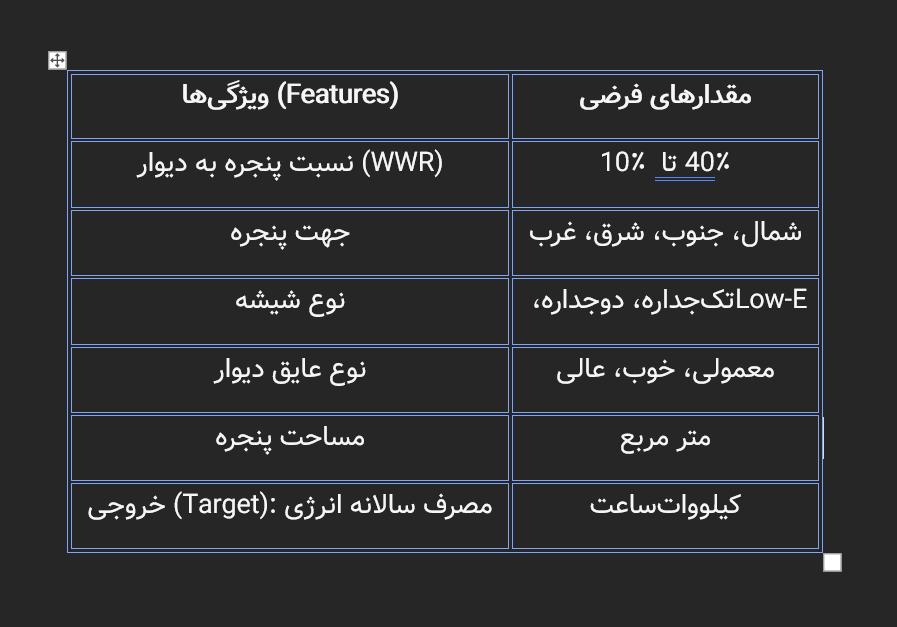 ویژگی‌ها (Features)
مقدارهای فرضی
نسبت پنجره به دیوار (WWR)
10٪ تا 40٪
جهت پنجره
شمال، جنوب، شرق، غرب
نوع شیشه
تک‌جداره، دوجداره، Low-E
نوع عایق دیوار
معمولی، خوب، عالی
مساحت پنجره
متر مربع
خروجی (Target): مصرف سالانه انرژی
کیلووات‌ساعت